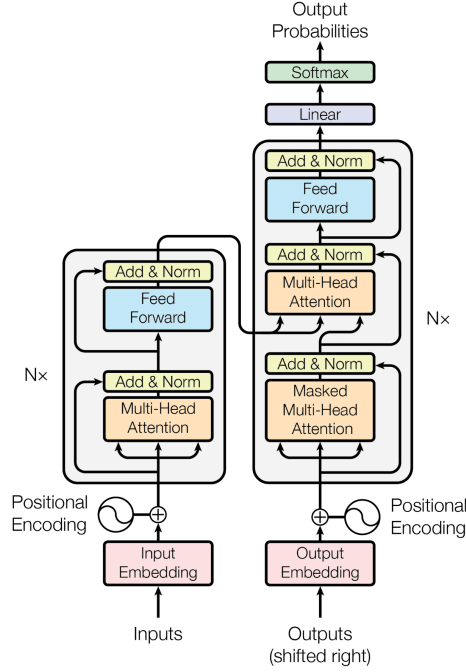 Output
Probabilities
Softmax
Linear
Add & Norm
Feed
Forward
Add & Norm
Multi-Head
Attention
Add & Norm
Masked
Multi-Head
Attention
N×
Add & Norm
Feed
Forward
Add & Norm
Multi-Head
Attention
N×
Positional
Encoding
Positional
Encoding
Input
Embedding
Output
Embedding
Inputs
Outputs
(shifted right)